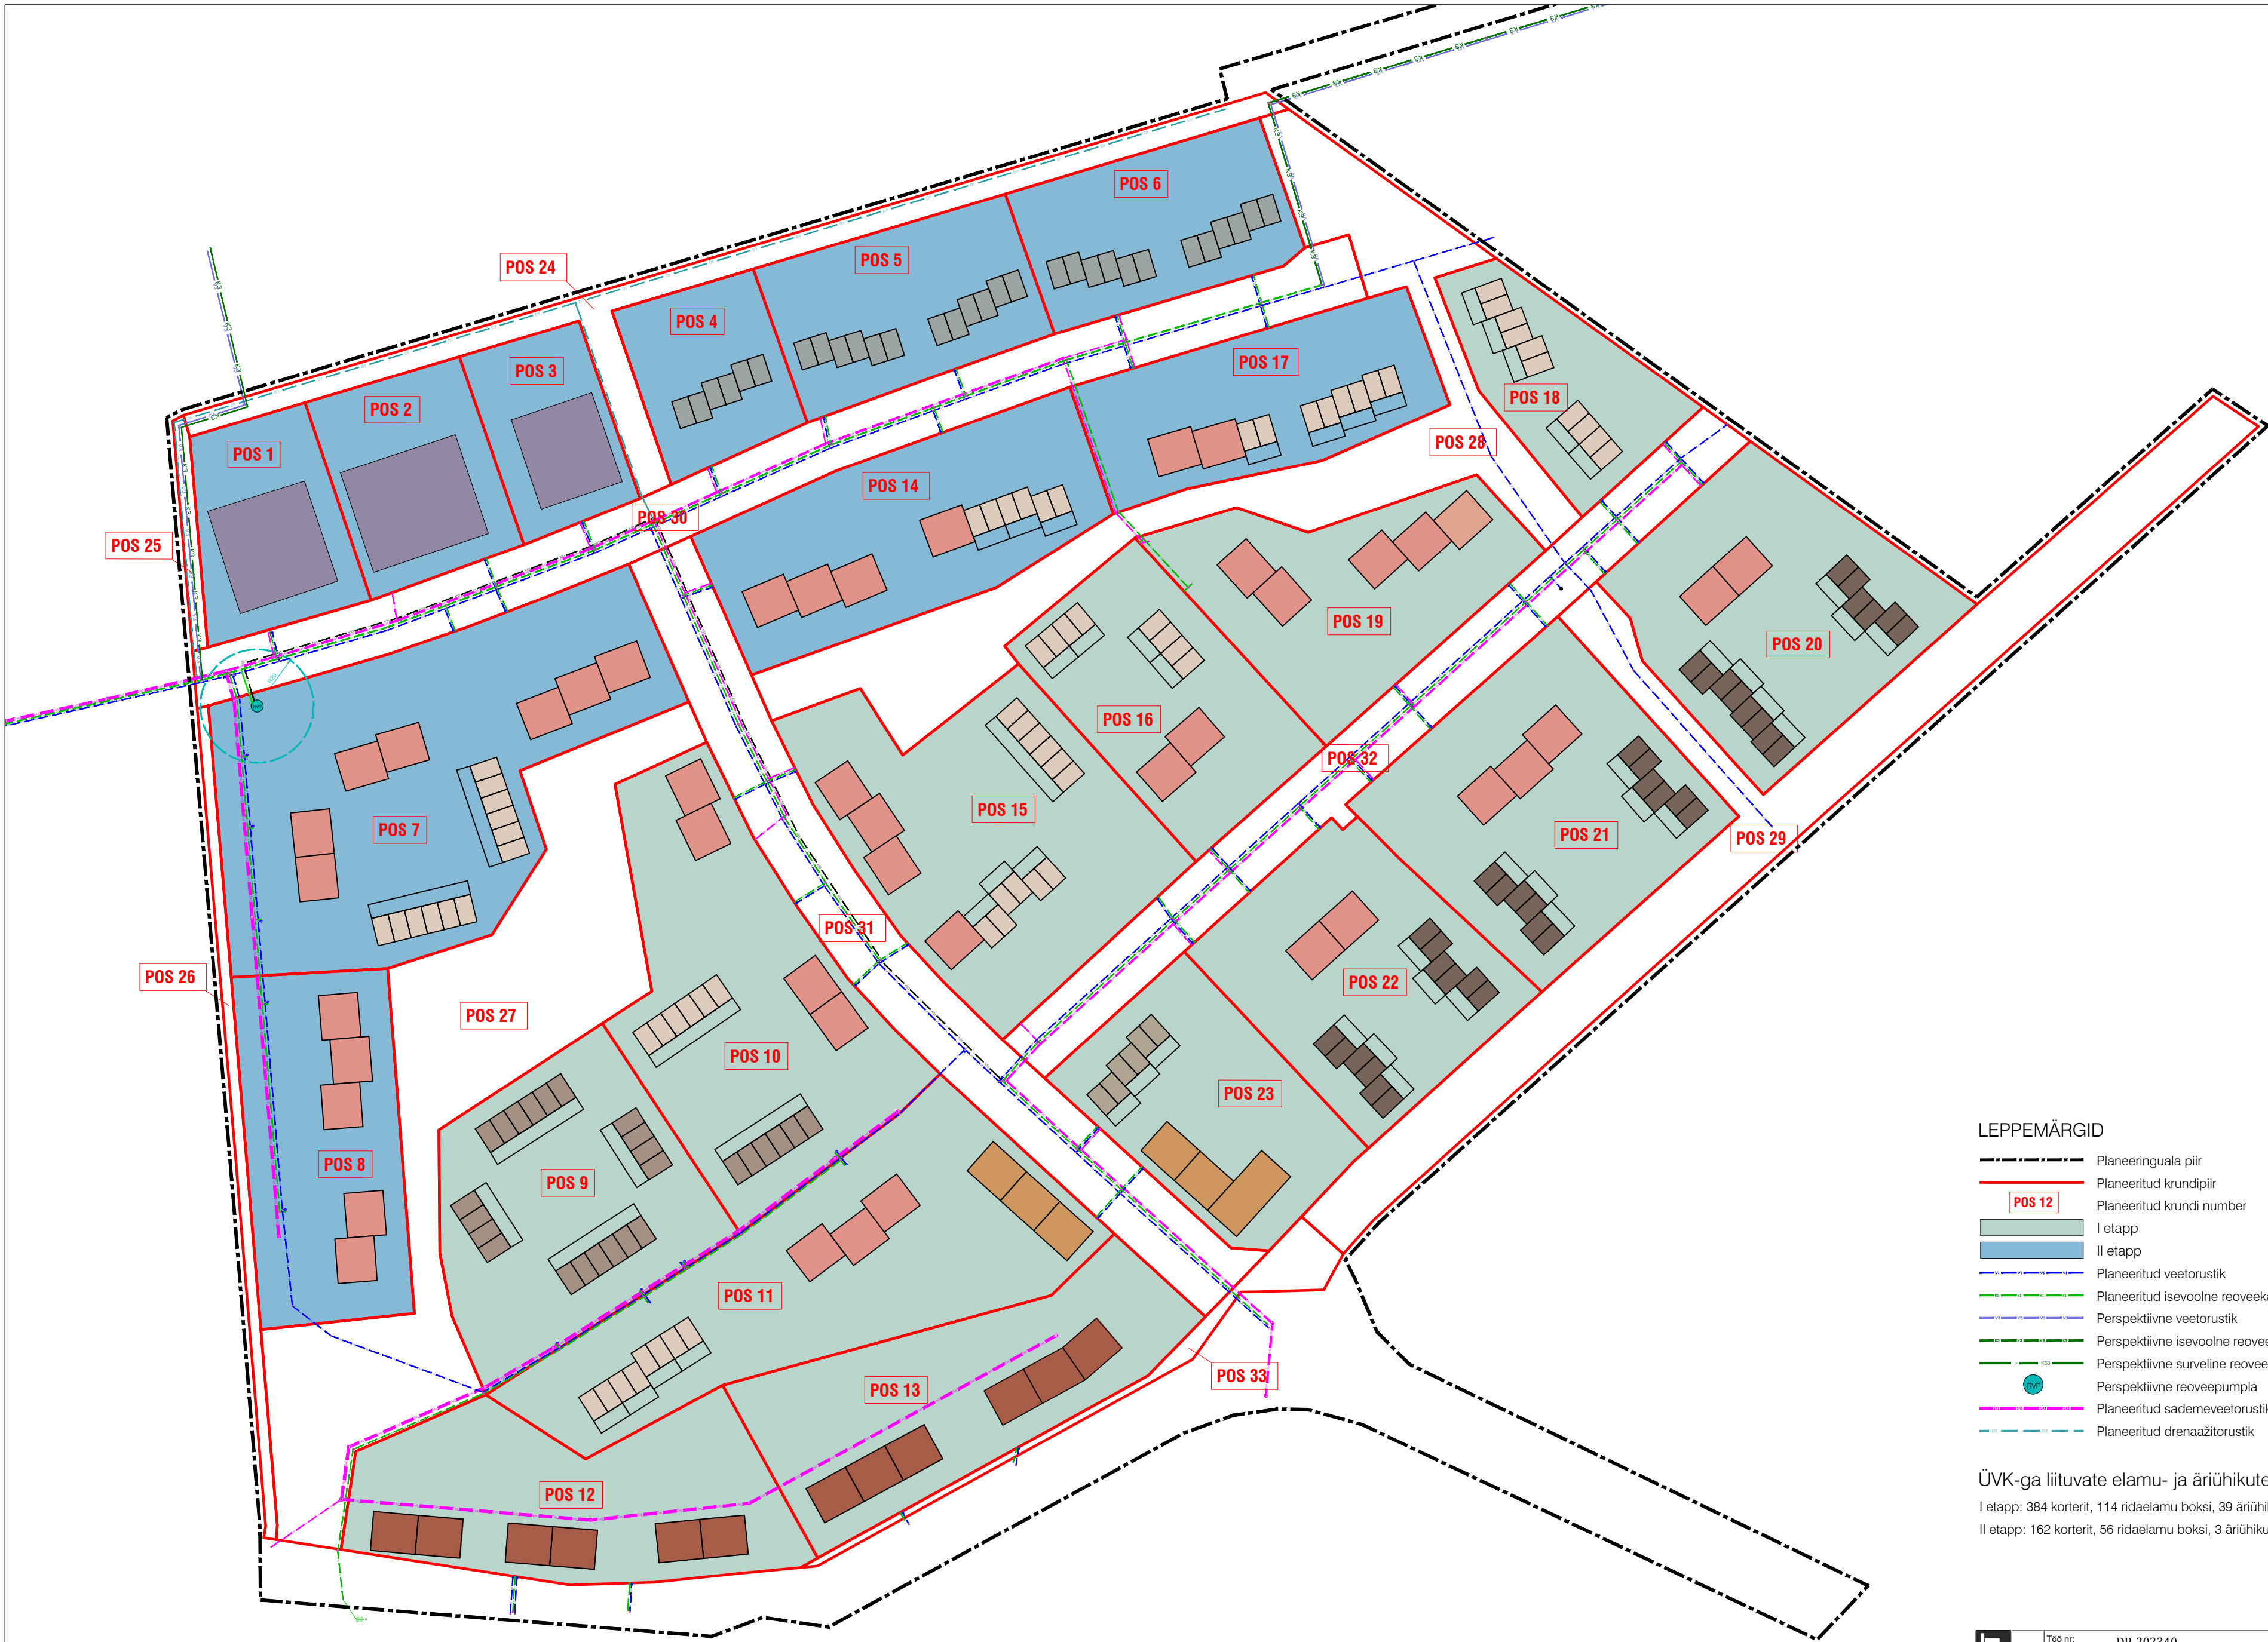 POS 6
POS 5
POS 24
POS 4
POS 17
POS 3
POS 2
POS 18
POS 28
POS 1
POS 14
POS 30
POS 25
POS 19
POS 20
POS 16
POS 32
POS 15
POS 7
POS 21
POS 29
POS 31
POS 26
POS 22
POS 27
POS 10
POS 23
POS 8
POS 9
POS 11
POS 33
POS 13
POS 12
RVP
LEPPEMÄRGID
Planeeringuala piir
Planeeritud krundipiir
POS 12 Planeeritud krundi number
I etapp
II etapp
Planeeritud veetorustik
Planeeritud isevoolne reoveeka
Perspektiivne veetorustik
Perspektiivne isevoolne reovee
Perspektiivne surveline reovee
RVP Perspektiivne reoveepumpla
Planeeritud sademeveetorustik
Planeeritud drenaažitorustik
ÜVK-ga liituvate elamu- ja äriühikute
I etapp: 384 korterit, 114 ridaelamu boksi, 39 äriühi
II etapp: 162 korterit, 56 ridaelamu boksi, 3 äriühiku
Töö nr: DP-202340